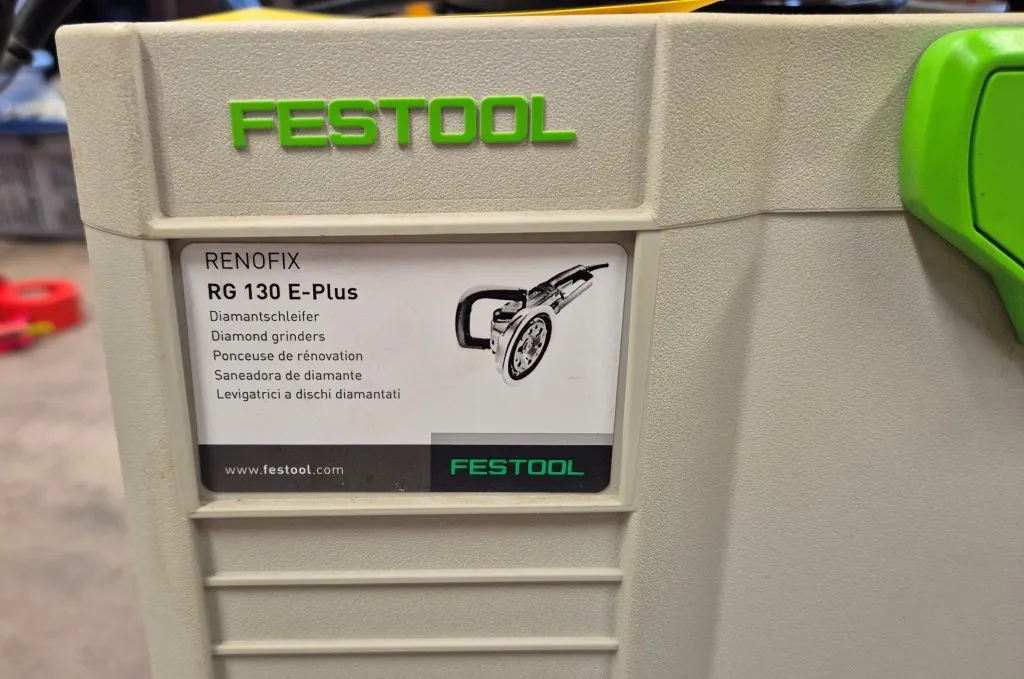 FESTOOL
RENOFIX
RG 130 E-Plus
Diamantschleifer
Diamond grinders
Ponceuse de rénovation
Saneadora de diamante
Levigatrici a dischi diamantati
www.festool.com
FESTOOL